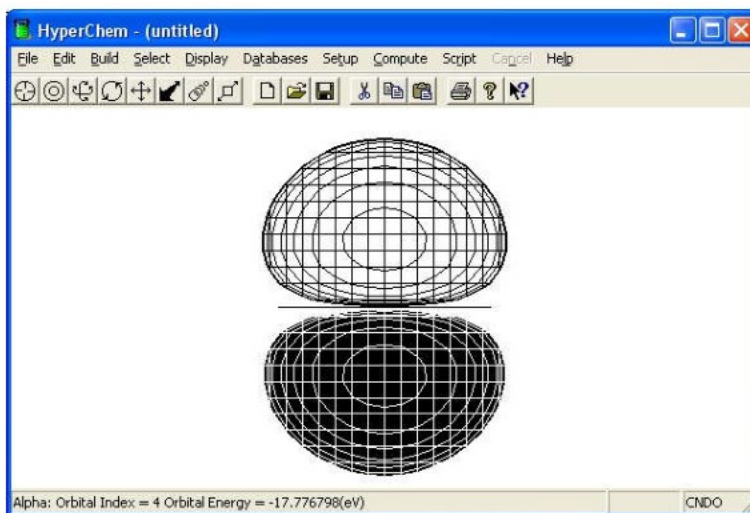 HyperChem - (untitled)
File Edit Build Select Display Databases Setup Compute Script Cancel Help
Alpha: Orbital Index = 4 Orbital Energy = -17.776798(eV) CNDO